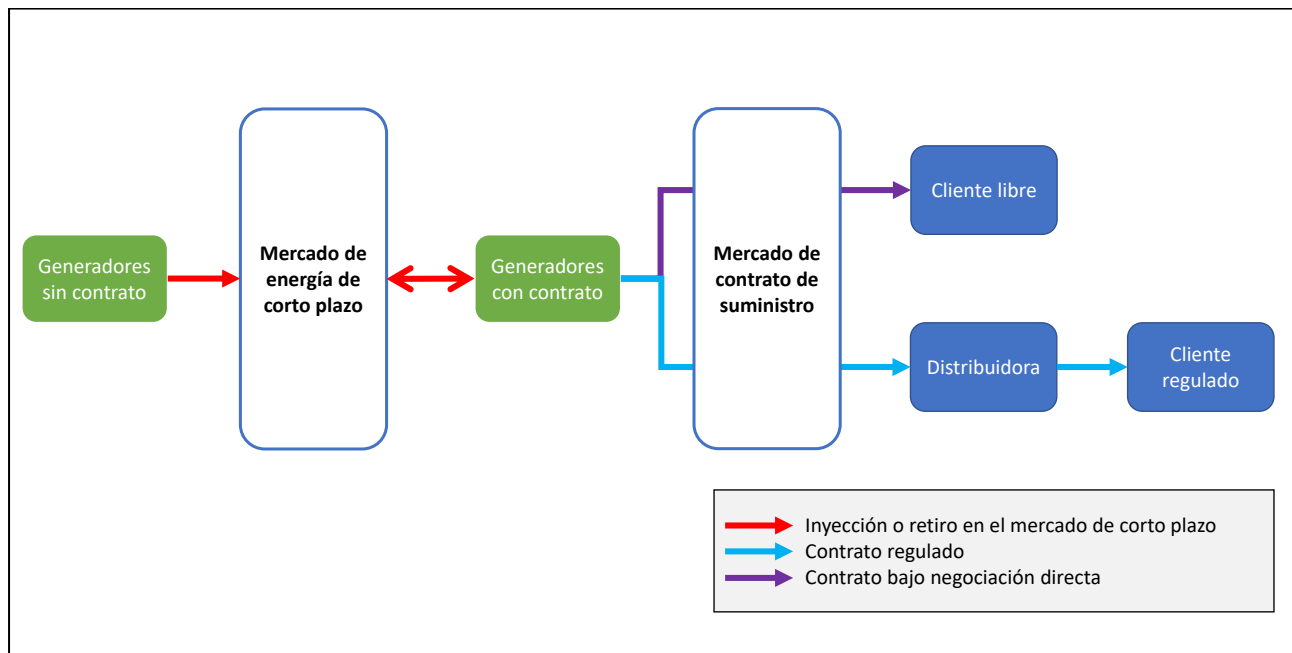 Generadores
sin contrato
Mercado de
energía de
corto plazo
Generadores
con contrato
Mercado de
contrato de
suministro
Cliente libre
Distribuidora
Cliente
regulado
Inyección o retiro en el mercado de corto plazo
Contrato regulado
Contrato bajo negociación directa